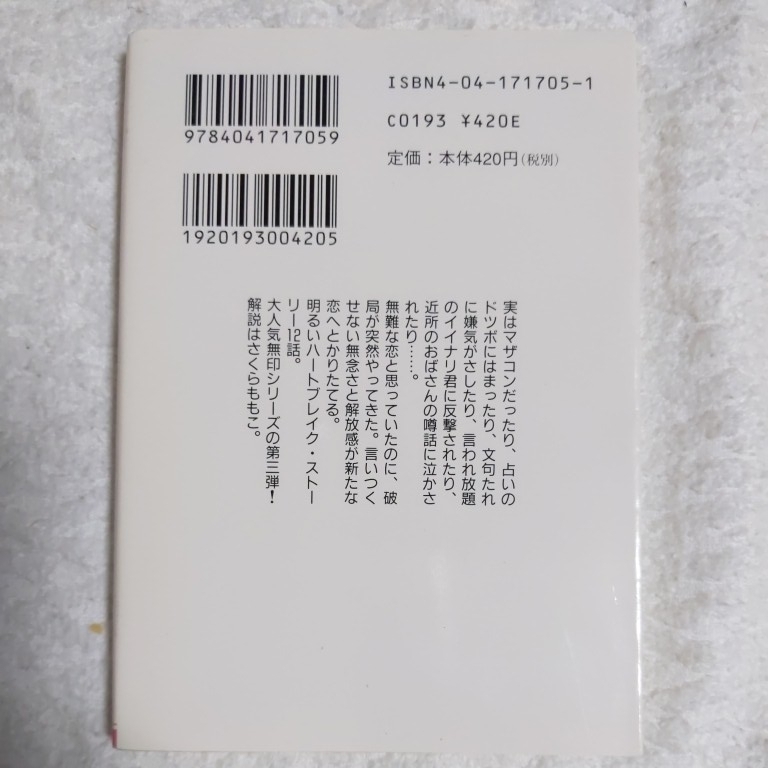 ISBN4-04-171705-1
9784041717059
C0193 ¥420E
定価：本体420円(税別)
1920193004205
実はマザコンだったり、占いの
ドツボにはまったり、文句たれ
に嫌気がさしたり、言われ放題
のイイナリ君に反撃されたり、
近所のおばさんの噂話に泣かさ
れたり……。
無難な恋と思っていたのに、破
局が突然やってきた。言いつく
せない無念さと解放感が新たな
恋へとかりたてる。
明るいハートブレイク・ストー
リー12話。
大人気無印シリーズの第三弾！
解説はさくらももこ。